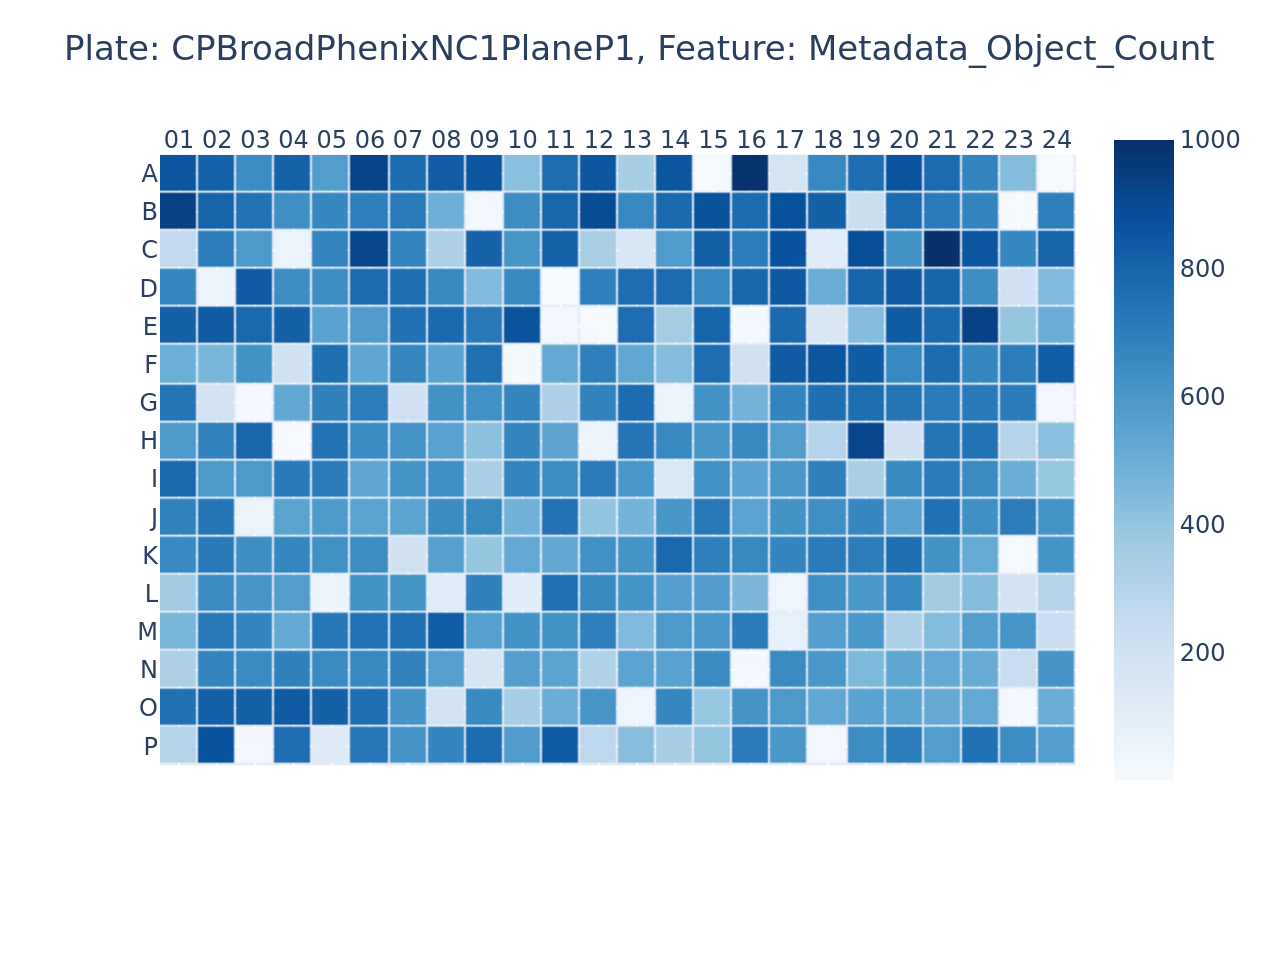 Plate: CPBroadPhenixNC1PlaneP1, Feature: Metadata_Object_Count
01 02 03 04 05 06 07 08 09 10 11 12 13 14 15 16 17 18 19 20 21 22 23 24
A
B
C
D
E
F
G
H
I
J
K
L
M
N
O
P
1000
800
600
400
200